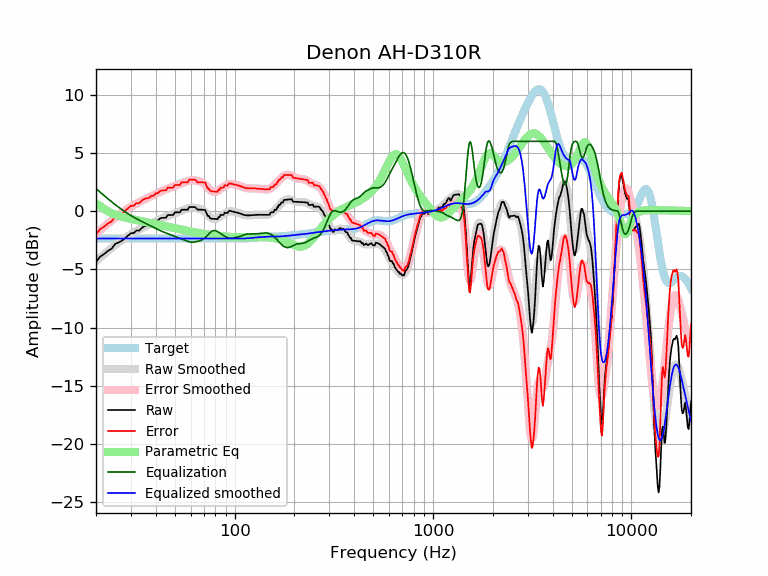 Denon AH-D310R
Amplitude (dBr)
10
5
0
−5
−10
−15
−20
−25
Target
Raw Smoothed
Error Smoothed
Raw
Error
Parametric Eq
Equalization
Equalized smoothed
100
1000
10000
Frequency (Hz)